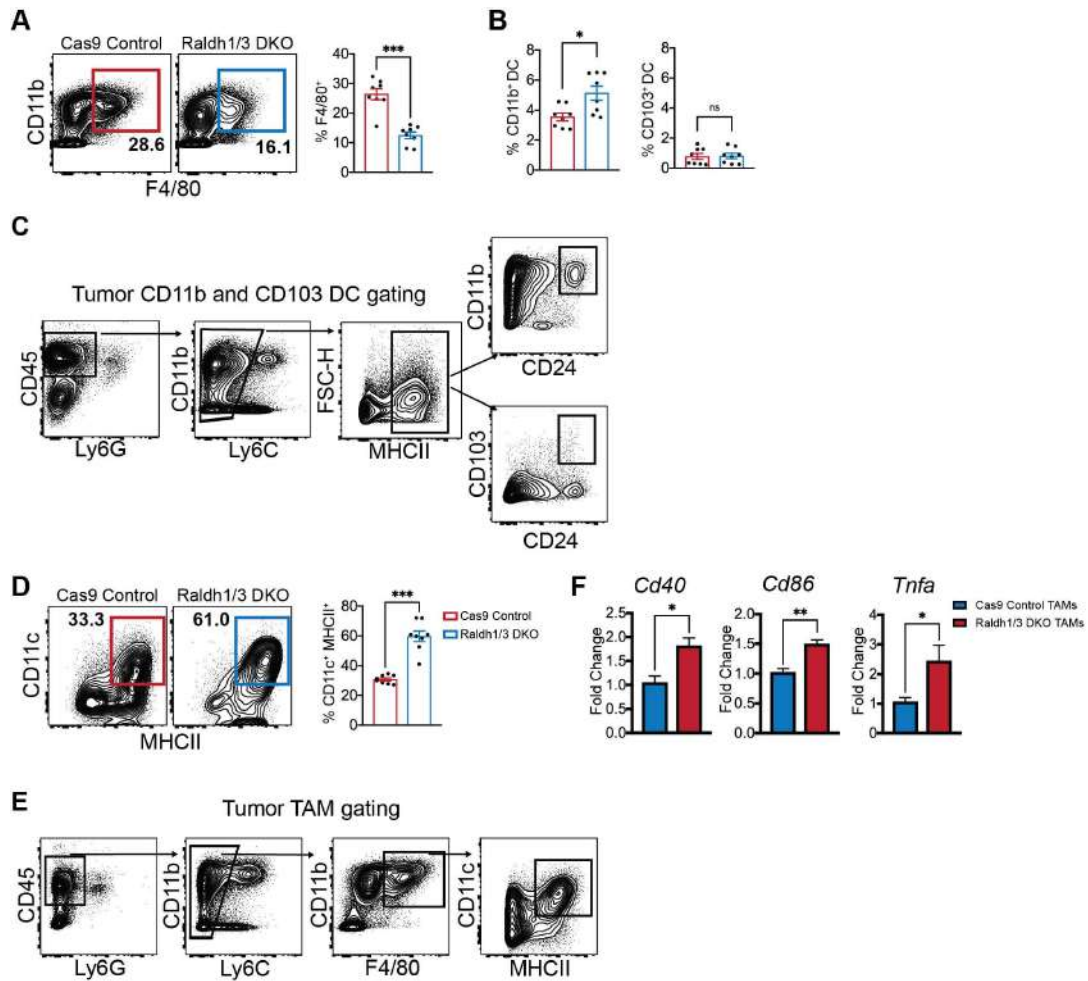 A
Cas9 Control
Raldh1/3 DKO
CD11b
28.6
16.1
F4/80
% F4/80⁺
40
30
20
10
0
***
B
% CD11b⁺ DC
8
6
4
2
0
*
% CD103⁺ DC
8
6
4
2
0
ns
C
Tumor CD11b and CD103 DC gating
CD45
Ly6G
CD11b
Ly6C
FSC-H
MHCII
CD11b
CD24
CD103
CD24
D
Cas9 Control
Raldh1/3 DKO
33.3
61.0
CD11c
MHCII
% CD11c⁺ MHCII⁺
80
60
40
20
0
***
Cas9 Control
Raldh1/3 DKO
F
Cd40
Fold Change
2.5
2.0
1.5
1.0
0.5
0.0
*
Cd86
Fold Change
2.0
1.5
1.0
0.5
0.0
**
Tnfa
Fold Change
4
2
0
*
Cas9 Control TAMs
Raldh1/3 DKO TAMs
E
Tumor TAM gating
CD45
Ly6G
CD11b
Ly6C
CD11b
F4/80
CD11c
MHCII